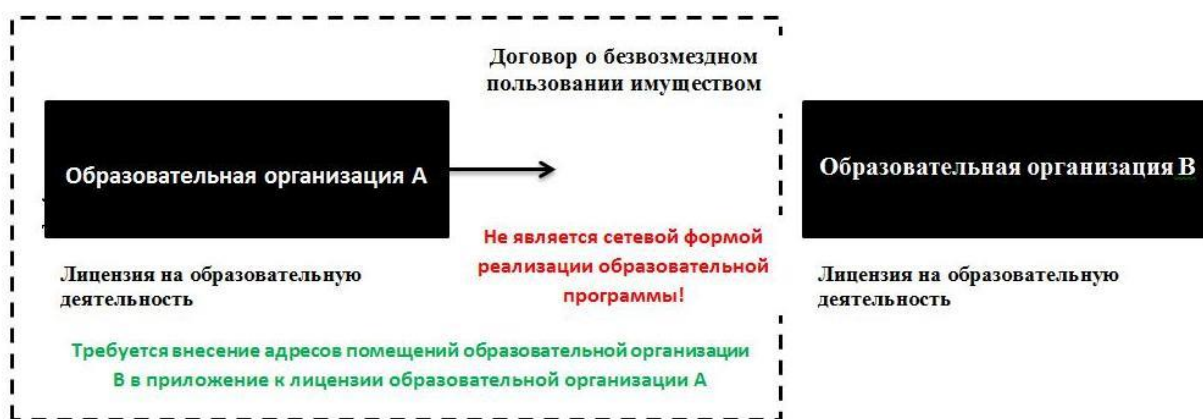 Договор о безвозмездном
пользовании имуществом
Образовательная организация А
Образовательная организация В
Не является сетевой формой
реализации образовательной
программы!
Лицензия на образовательную
деятельность
Лицензия на образовательную
деятельность
Требуется внесение адресов помещений образовательной организации
В в приложение к лицензии образовательной организации А